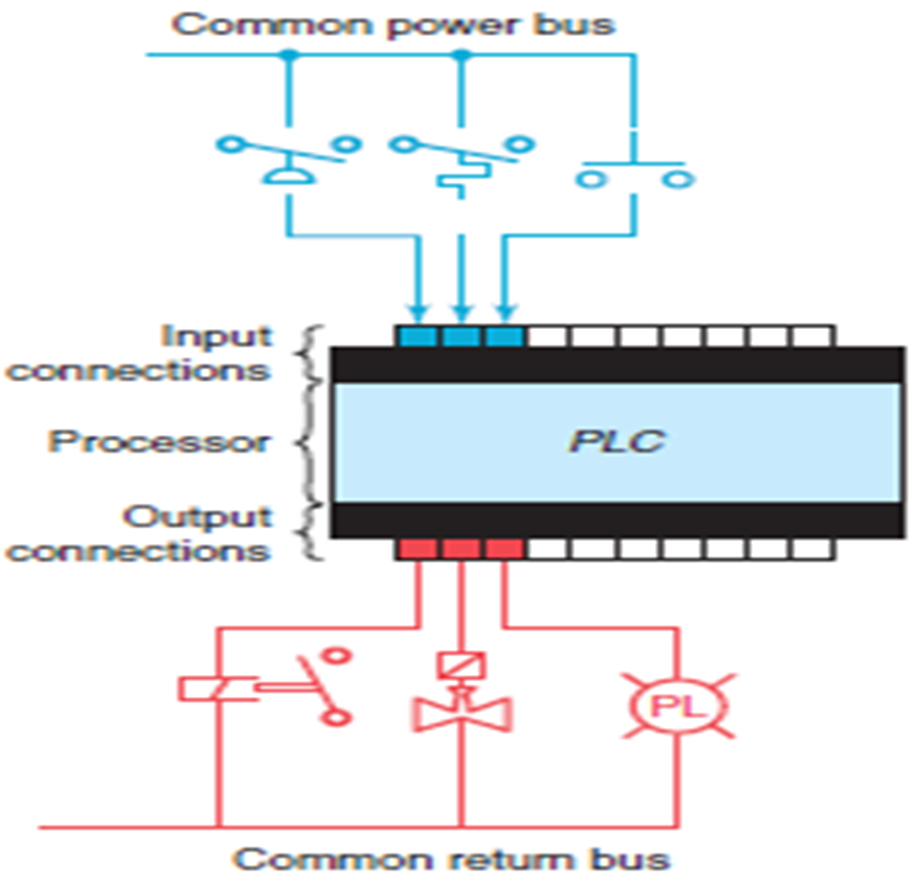 Common power bus
Input
connections
Processor
PLC
Output
connections
PL
Common return bus